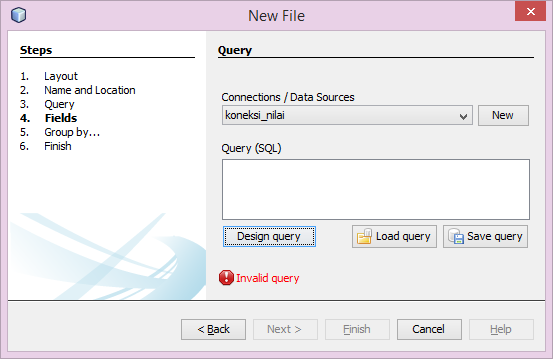 New File
Steps
1. Layout
2. Name and Location
3. Query
4. Fields
5. Group by...
6. Finish
Query
Connections / Data Sources
koneksi_nilai
New
Query (SQL)
Design query
Load query
Save query
Invalid query
< Back
Next >
Finish
Cancel
Help